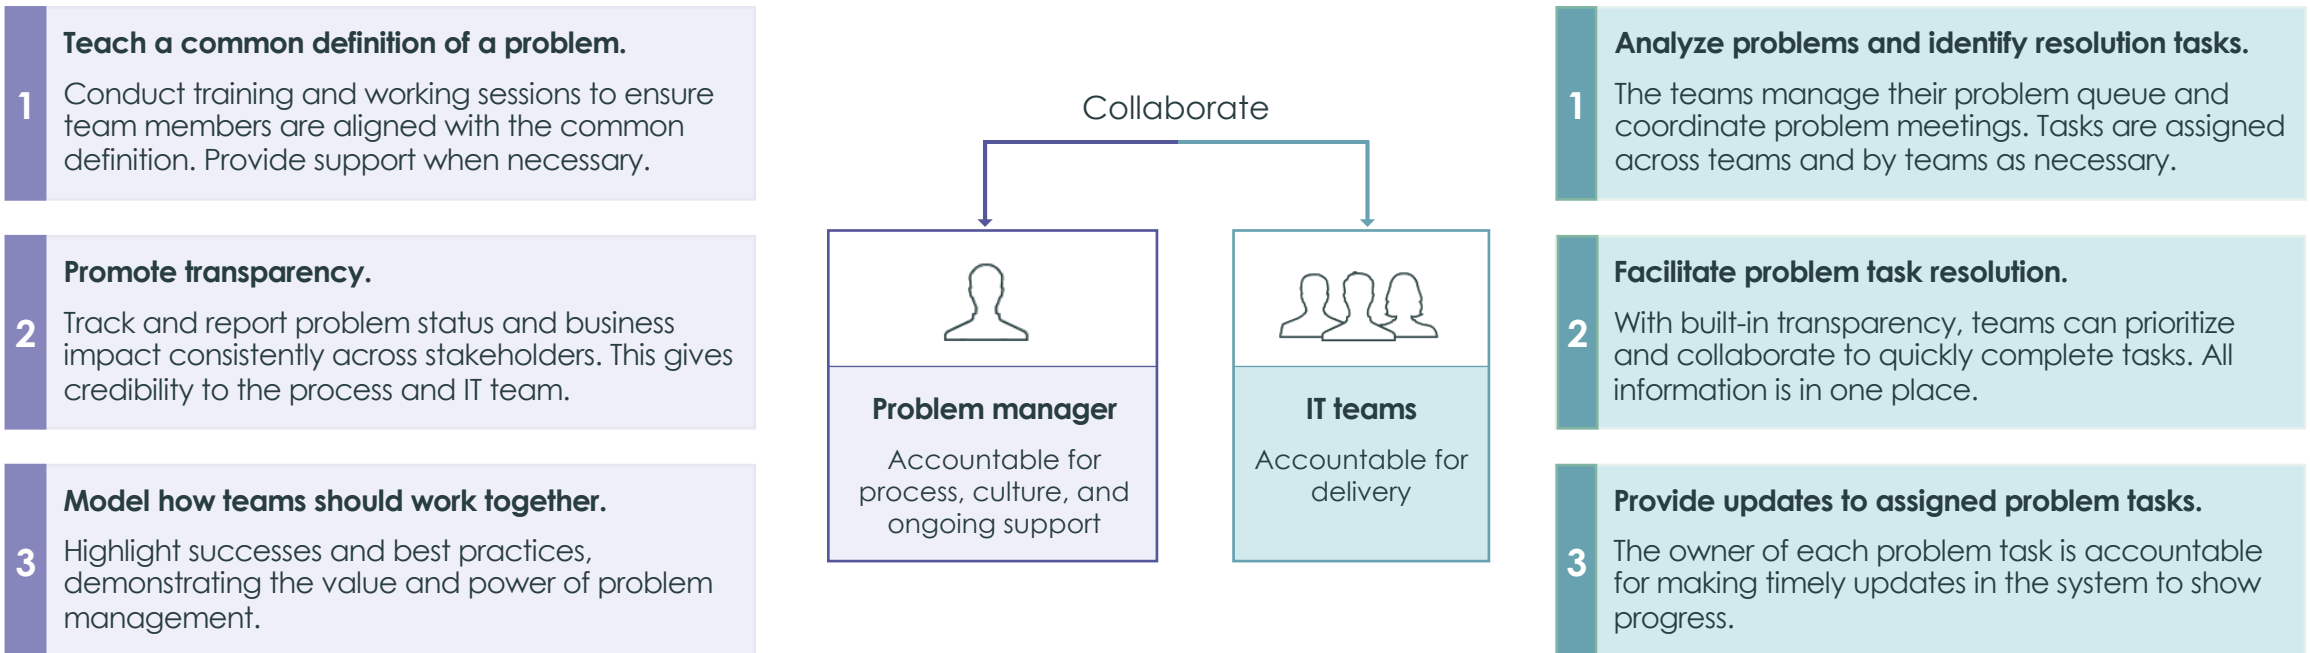 1
Teach a common definition of a problem.
Conduct training and working sessions to ensure
team members are aligned with the common
definition. Provide support when necessary.
2
Promote transparency.
Track and report problem status and business
impact consistently across stakeholders. This gives
credibility to the process and IT team.
3
Model how teams should work together.
Highlight successes and best practices,
demonstrating the value and power of problem
management.
Collaborate
Problem manager
Accountable for
process, culture, and
ongoing support
IT teams
Accountable for
delivery
1
Analyze problems and identify resolution tasks.
The teams manage their problem queue and
coordinate problem meetings. Tasks are assigned
across teams and by teams as necessary.
2
Facilitate problem task resolution.
With built-in transparency, teams can prioritize
and collaborate to quickly complete tasks. All
information is in one place.
3
Provide updates to assigned problem tasks.
The owner of each problem task is accountable
for making timely updates in the system to show
progress.